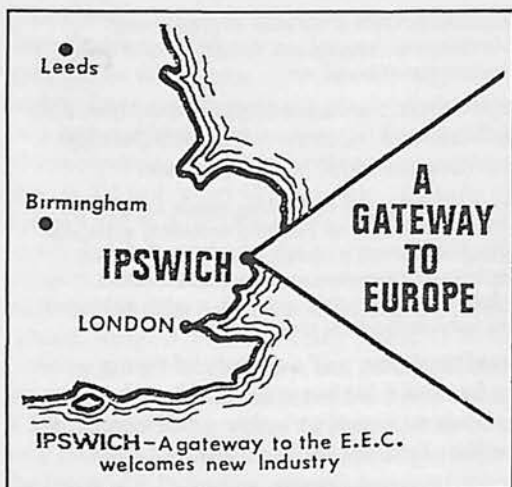 Leeds
Birmingham
IPSWICH
LONDON
A
GATEWAY
TO
EUROPE
IPSWICH-A gateway to the E.E.C.
welcomes new Industry